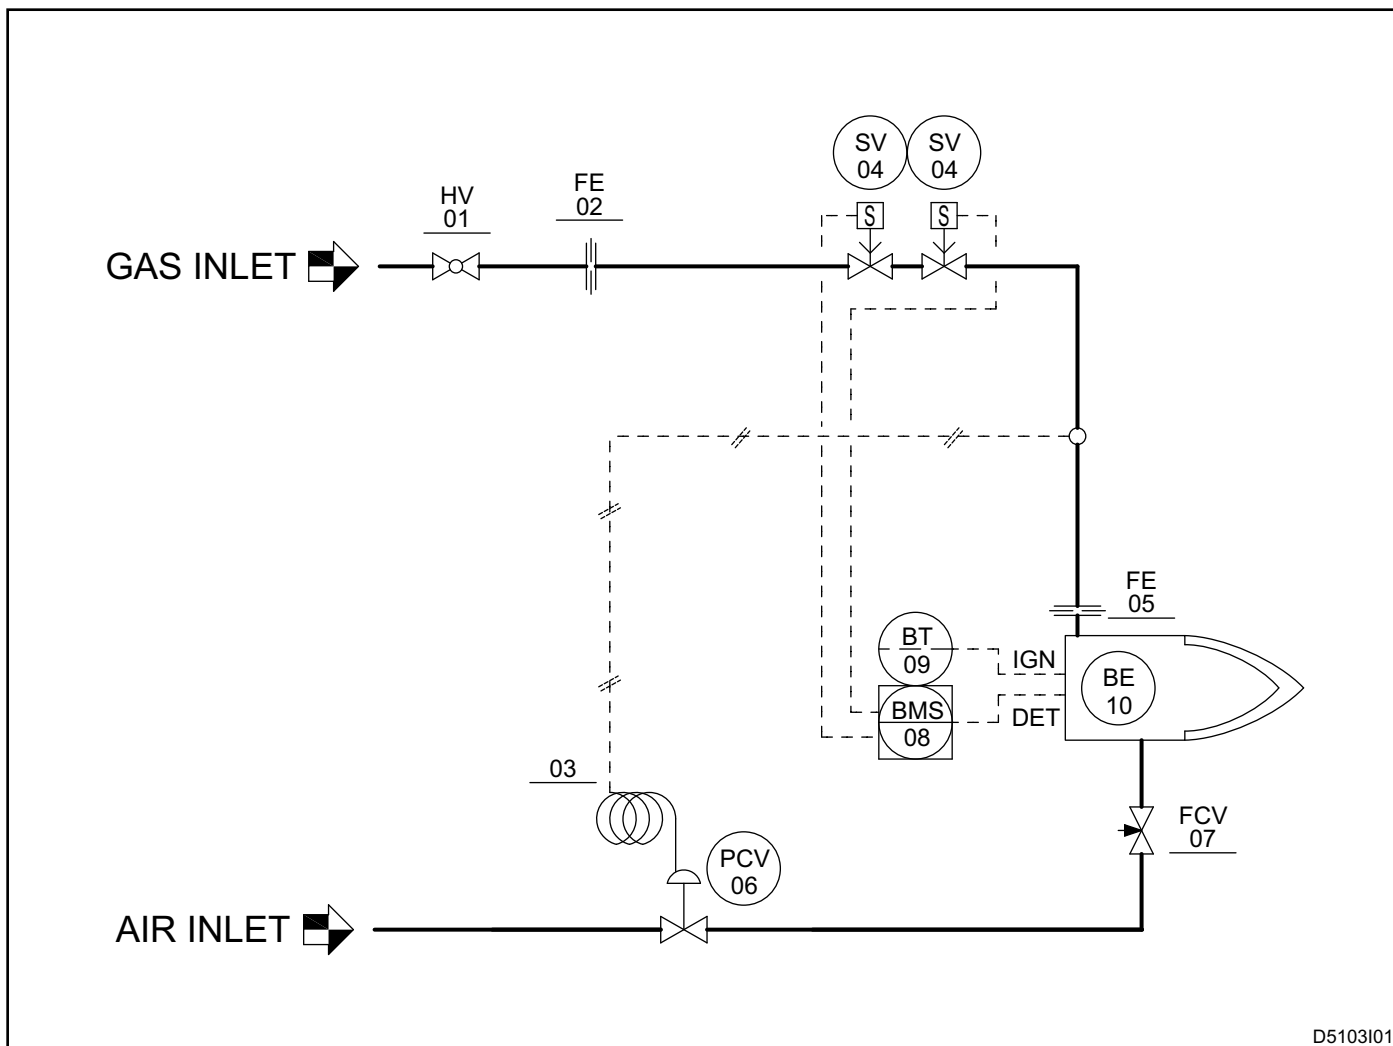 SV
04
SV
04
HV
01
FE
02
S
S
GAS INLET
FE
05
BT
09
IGN
BE
10
BMS
08
DET
03
FCV
07
PCV
06
AIR INLET
D5103I01